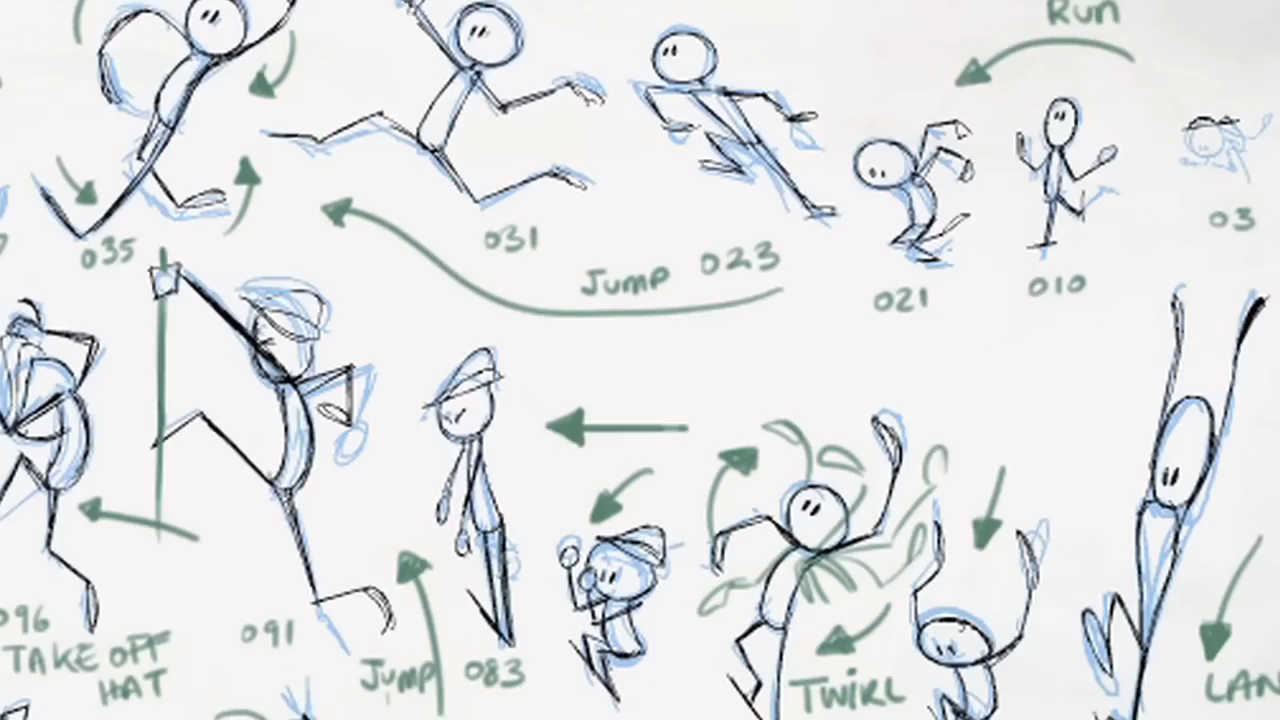 Run
035
031
Jump
023
021
010
03
096
TAKE OFF
HAT
091
Jump
083
TWIRL
LAN